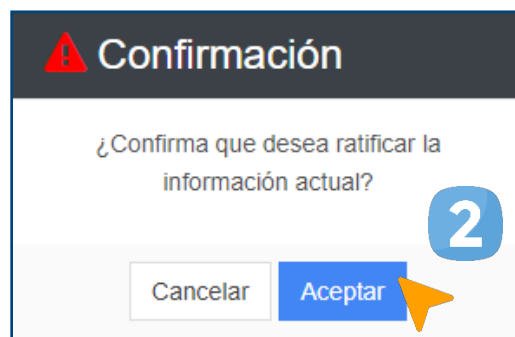 Confirmación
¿Confirma que desea ratificar la
información actual?
2
Cancelar Aceptar